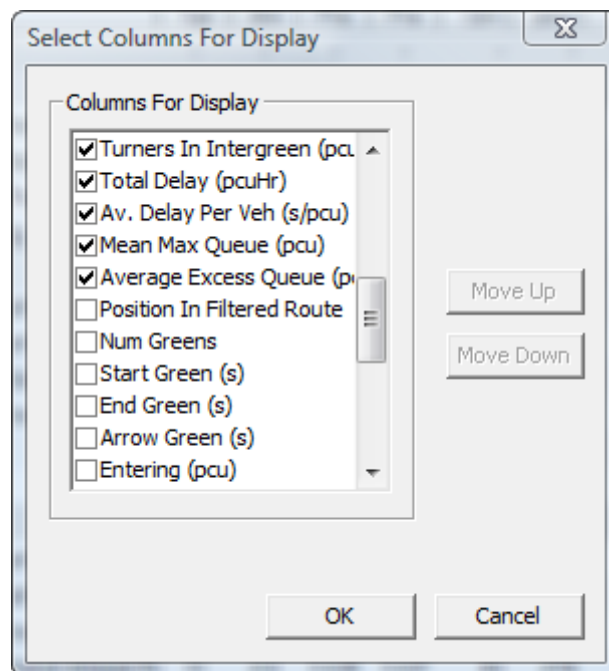 Select Columns For Display
Columns For Display
Turners In Intergreen (pcu
Total Delay (pcuHr)
Av. Delay Per Veh (s/pcu)
Mean Max Queue (pcu)
Average Excess Queue (p
Position In Filtered Route
Num Greens
Start Green (s)
End Green (s)
Arrow Green (s)
Entering (pcu)
Move Up
Move Down
OK
Cancel